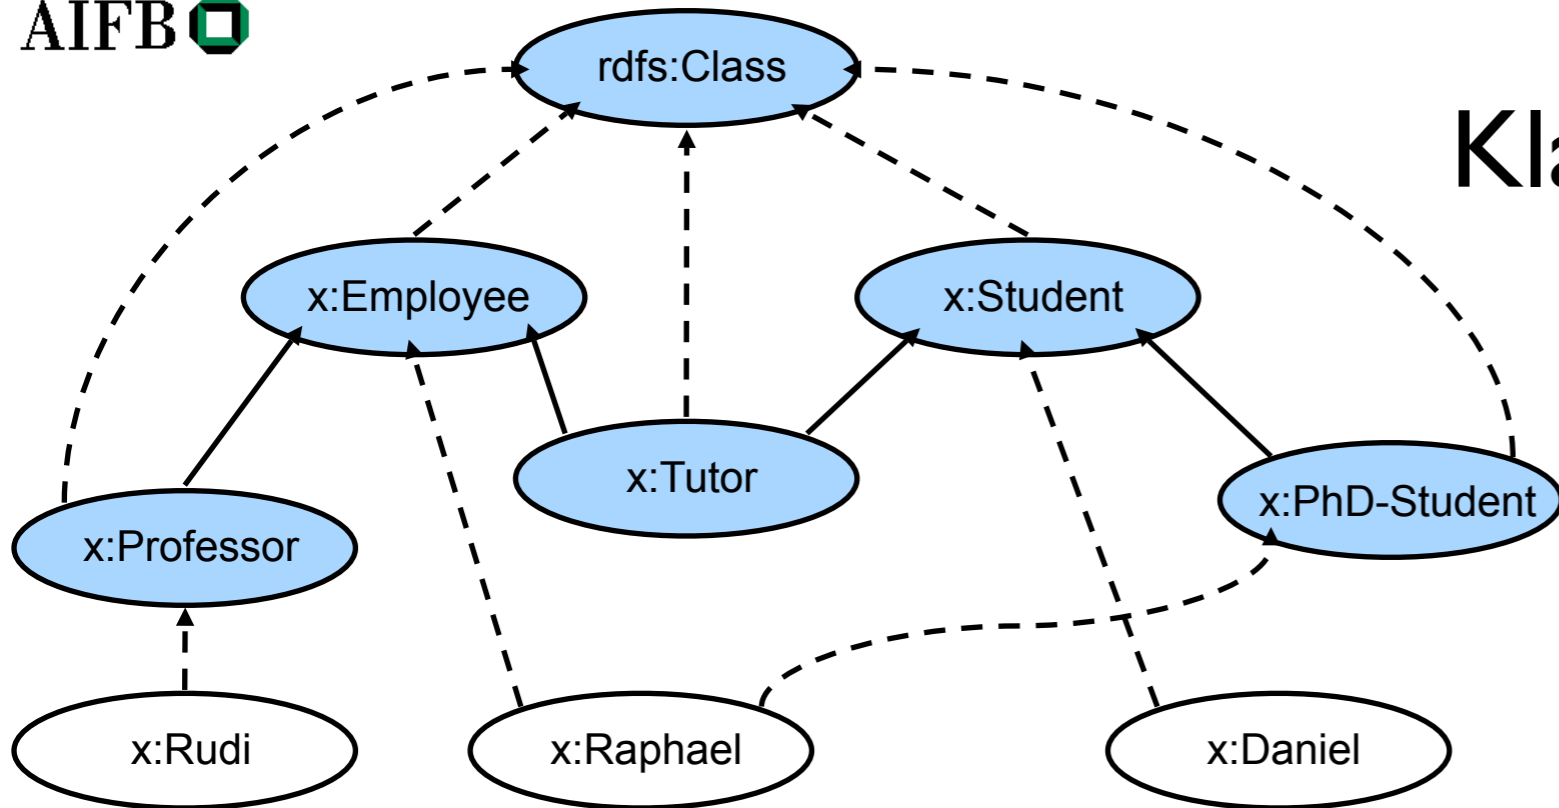 AIFB
rdfs:Class
Kla
x:Employee
x:Student
x:Tutor
x:PhD-Student
x:Professor
x:Rudi
x:Raphael
x:Daniel